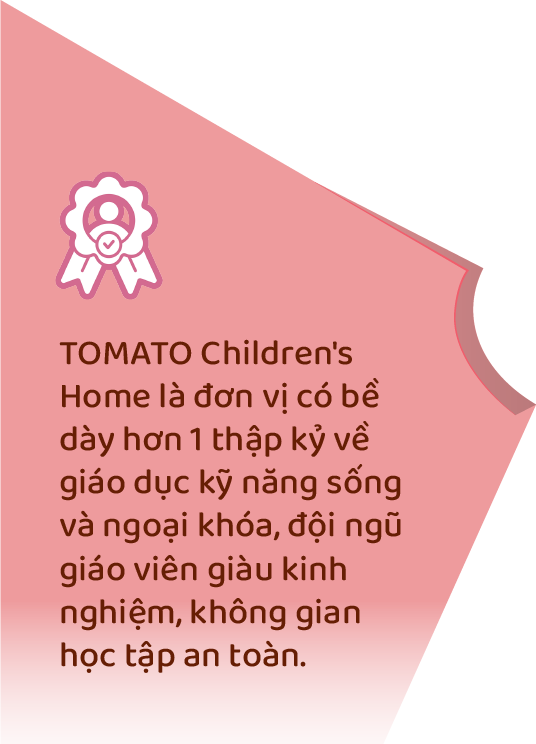 TOMATO Children's
Home là đơn vị có bề
dày hơn 1 thập kỷ về
giáo dục kỹ năng sống
và ngoại khóa, đội ngũ
giáo viên giàu kinh
nghiệm, không gian
học tập an toàn.